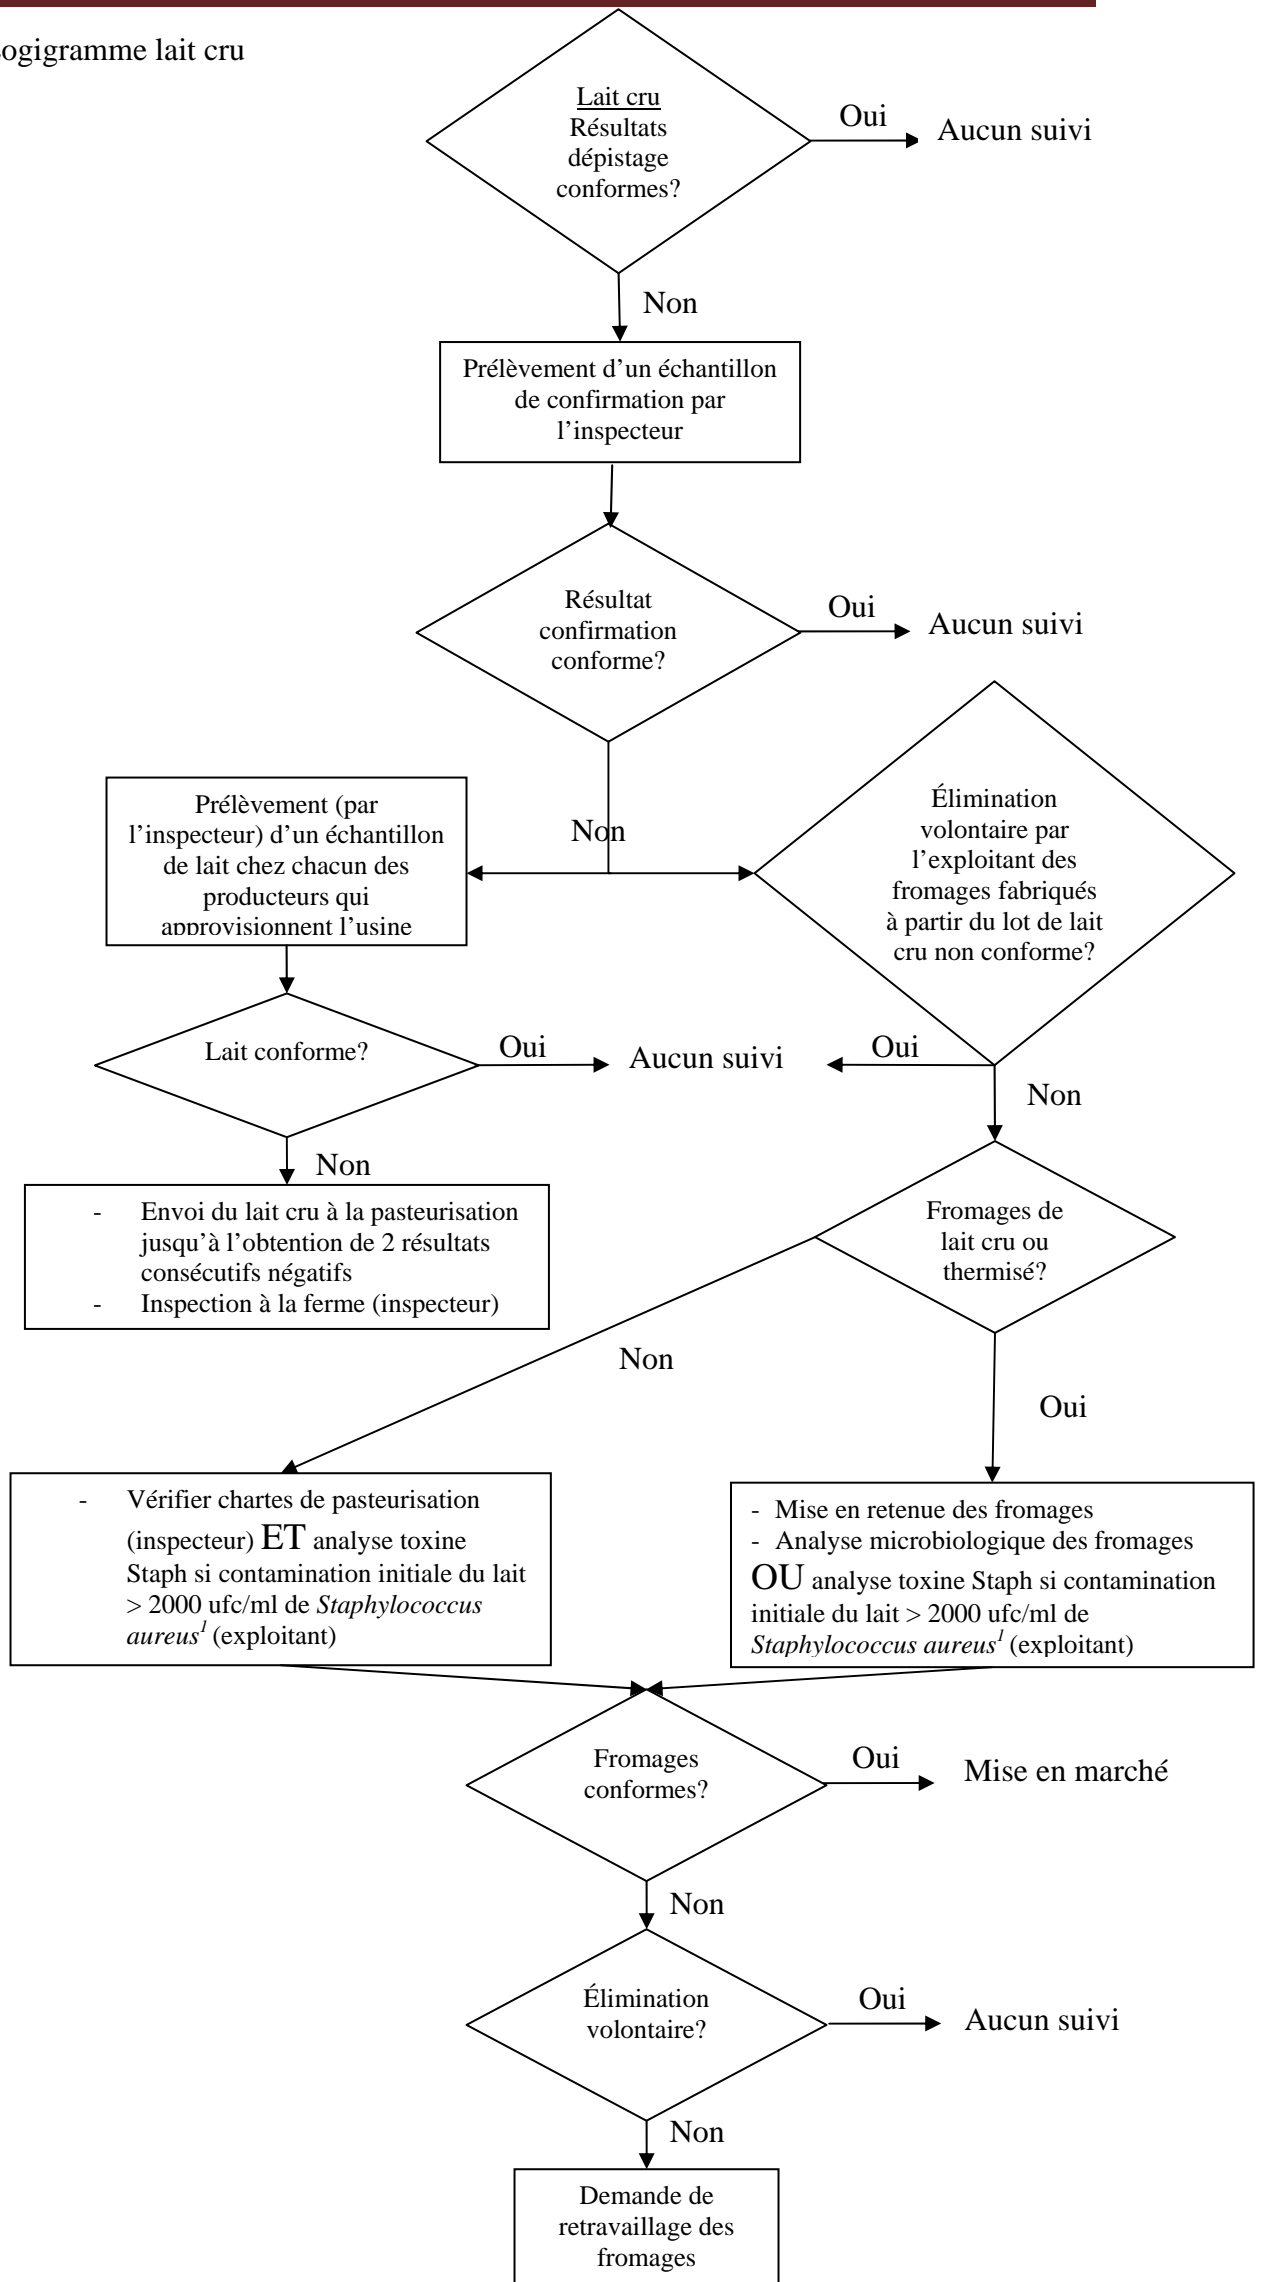 ogigramme lait cru
Lait cru
Résultats
dépistage
conformes?
Oui
Aucun suivi
Non
Prélèvement d’un échantillon
de confirmation par
l’inspecteur
Résultat
confirmation
conforme?
Oui
Aucun suivi
Prélèvement (par
l’inspecteur) d’un échantillon
de lait chez chacun des
producteurs qui
approvisionnent l’usine
Non
Élimination
volontaire par
l’exploitant des
fromages fabriqués
à partir du lot de lait
cru non conforme?
Lait conforme?
Oui
Aucun suivi
Oui
Non
Non
- Envoi du lait cru à la pasteurisation
jusqu’à l’obtention de 2 résultats
consécutifs négatifs
- Inspection à la ferme (inspecteur)
Fromages de
lait cru ou
thermisé?
Non
Oui
- Vérifier chartes de pasteurisation
(inspecteur) ET analyse toxine
Staph si contamination initiale du lait
> 2000 ufc/ml de Staphylococcus
aureus¹ (exploitant)
- Mise en retenue des fromages
- Analyse microbiologique des fromages
OU analyse toxine Staph si contamination
initiale du lait > 2000 ufc/ml de
Staphylococcus aureus¹ (exploitant)
Fromages
conformes?
Oui
Mise en marché
Non
Élimination
volontaire?
Oui
Aucun suivi
Non
Demande de
retravaillage des
fromages